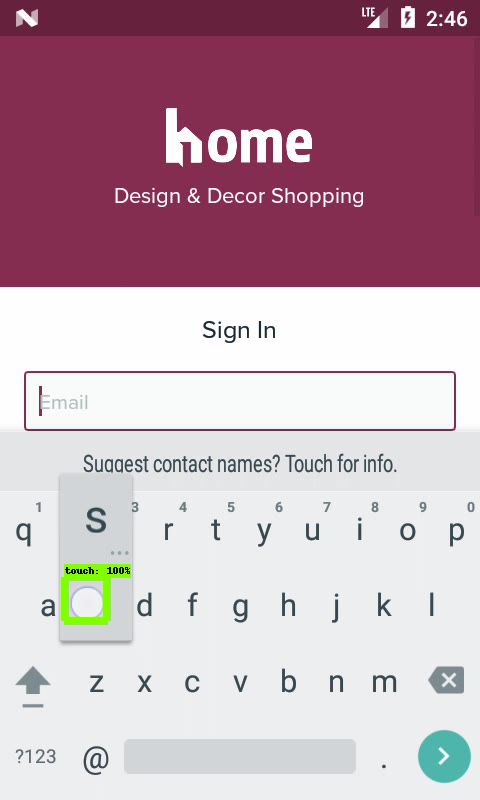 LTE 2:46
home
Design & Decor Shopping
Sign In
Email
Suggest contact names? Touch for info.
1 3 4 5 6 7 8 9 0
q r t y u i o p
s
touch: 100%
a d f g h j k l
z x c v b n m
?123 @ .